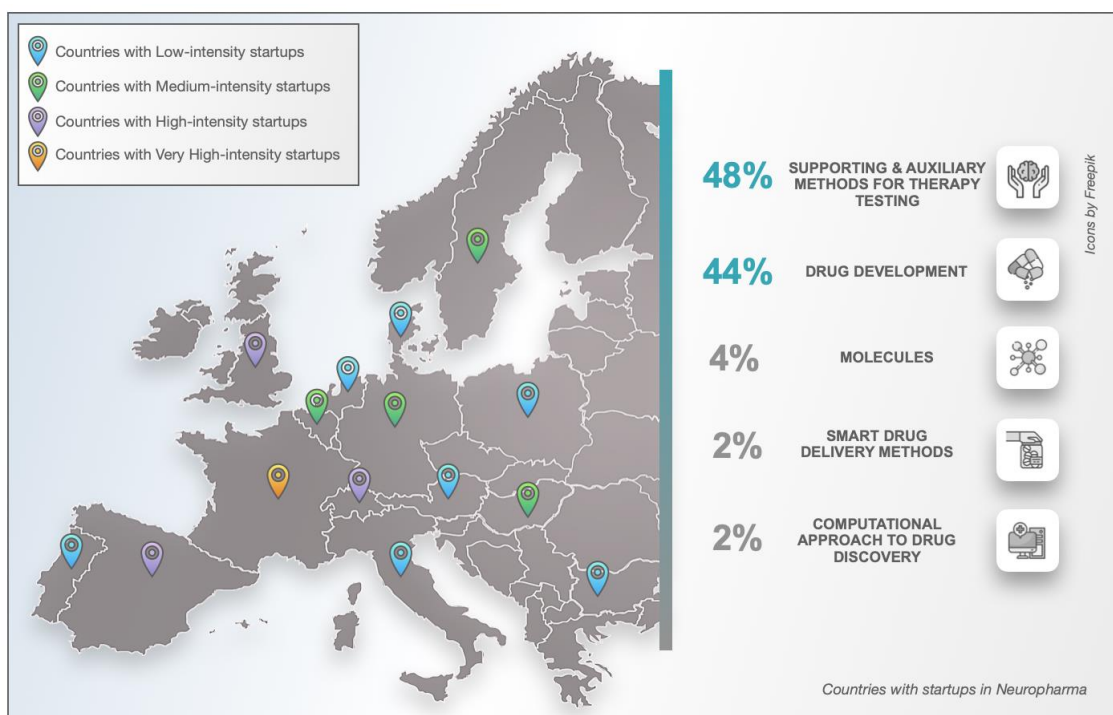 Countries with Low-intensity startups
Countries with Medium-intensity startups
Countries with High-intensity startups
Countries with Very High-intensity startups
48%
SUPPORTING & AUXILIARY
METHODS FOR THERAPY
TESTING
44%
DRUG DEVELOPMENT
4%
MOLECULES
2%
SMART DRUG
DELIVERY METHODS
2%
COMPUTATIONAL
APPROACH TO DRUG
DISCOVERY
Icons by Freepik
Countries with startups in Neuropharma